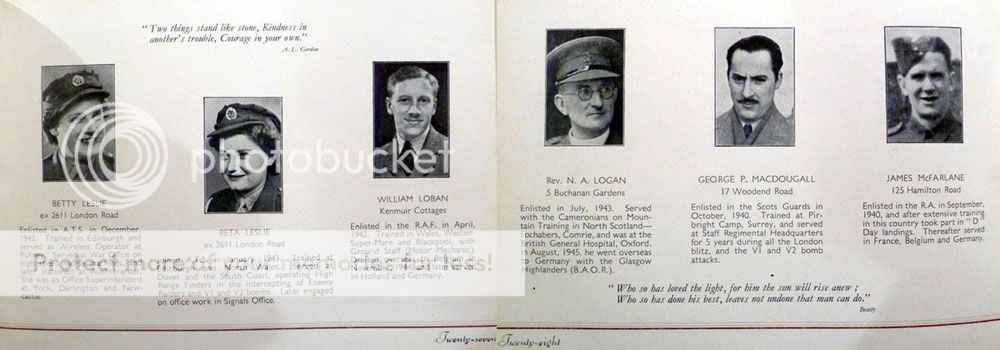 "Two things stand like stone, Kindness in
another's trouble, Courage in your own."
A. L. Gordon
BETTY LESLIE
ex 2611 London Road
Enlisted in A.T.S. in December,
1942. Trained in Edinburgh and
served as Wireless Operator at
War Office
She was an Office Superintendent
at York, Darlington and New-
castle.
RETA LESLIE
ex 2611 London Road
1943. Trained at
Dover and the South Coast, operating High
Range Finders in the intercepting of Enemy
Raiders and V1 and V2 bombs. Later engaged
on office work in Signals Office.
WILLIAM LOBAN
Kenmuir Cottages
Enlisted in the R.A.F. in April,
1942. Trained in Wales, Weston-
Super-Mare and Blackpool, with
Ground Staff (Motor Mechanic).
November, 1944
in Holland and Germany.
Twenty-seven
Rev. N. A. LOGAN
5 Buchanan Gardens
Enlisted in July, 1943. Served
with the Cameronians on Moun-
tain Training in North Scotland—
ochabers, Comrie, and was at the
British General Hospital, Oxford.
in August, 1945, he went overseas
to Germany with the Glasgow
Highlanders (B.A.O.R.).
GEORGE P. MACDOUGALL
17 Woodend Road
Enlisted in the Scots Guards in
October, 1940. Trained at Pir-
bright Camp, Surrey, and served
at Staff Regimental Headquarters
for 5 years during all the London
blitz, and the V1 and V2 bomb
attacks.
JAMES McFARLANE
125 Hamilton Road
Enlisted in the R.A. in September,
1940, and after extensive training
in this country took part in "D"
Day landings. Thereafter served
in France, Belgium and Germany.
"Who so has loved the light, for him the sun will rise anew;
Who so has done his best, leaves not undone that man can do."
Beatty
Twenty-eight
photobucket